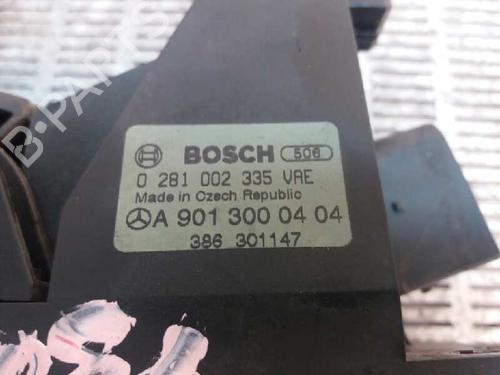 BOSCH 506
0 281 002 335 VAE
Made in Czech Republic
A 901 300 04 04
386 301147
B-PARTS